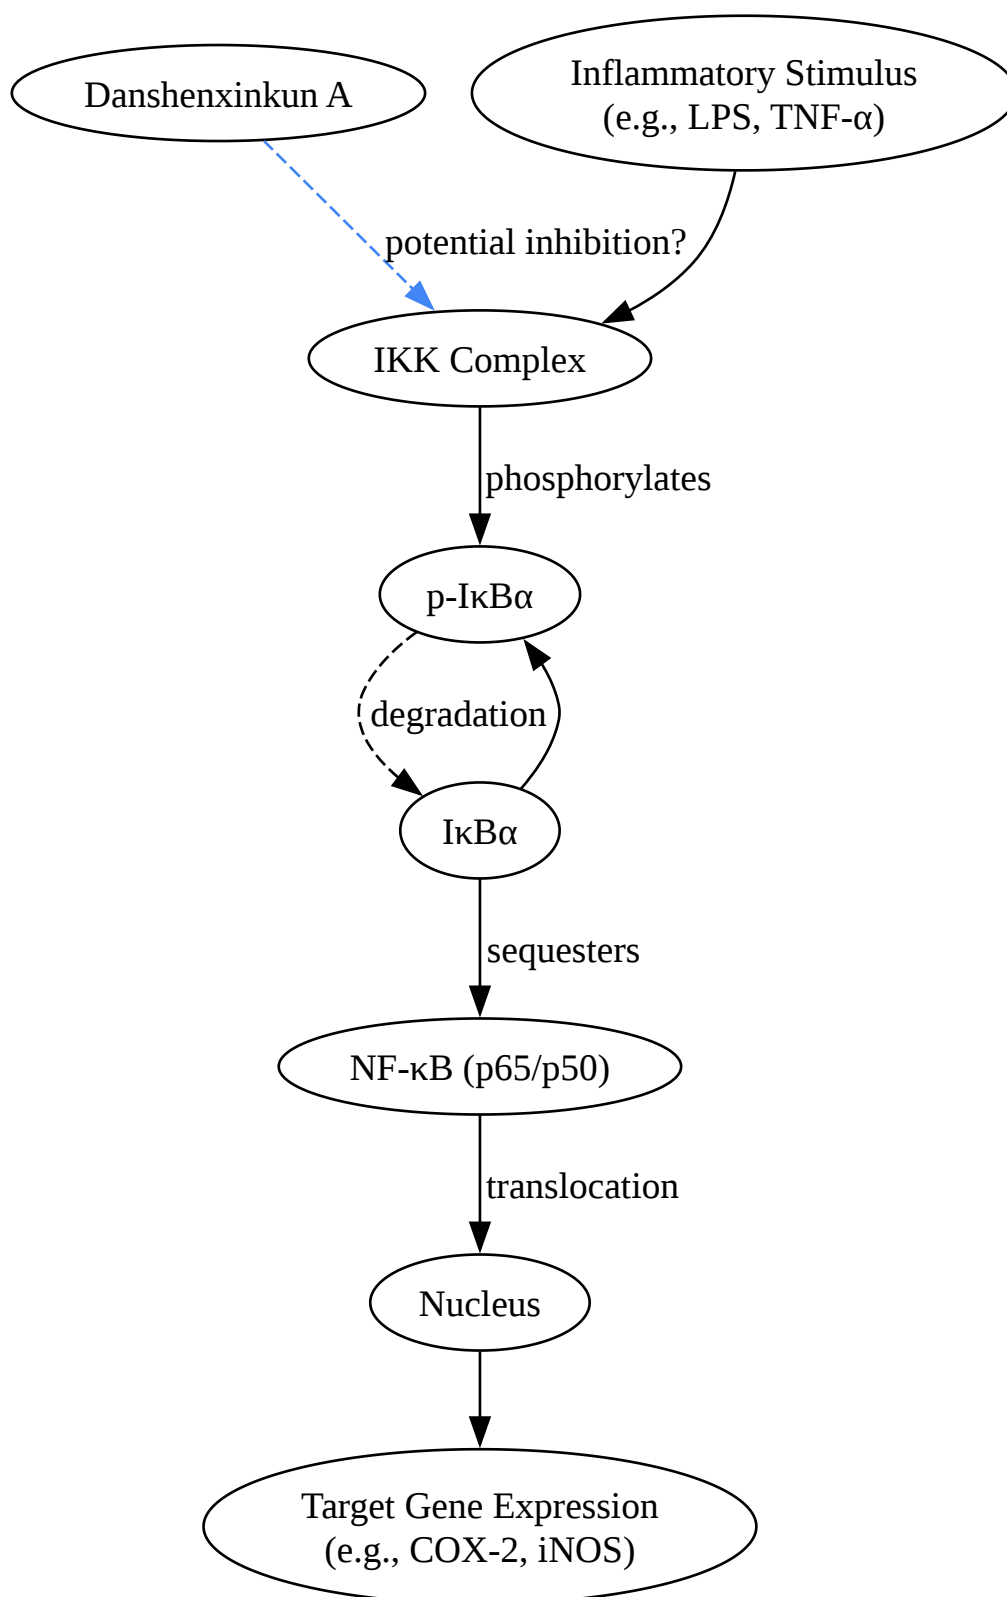 Danshenxinkun A
Inflammatory Stimulus
(e.g., LPS, TNF-α)
potential inhibition?
IKK Complex
phosphorylates
p-IκBα
degradation
IκBα
sequesters
NF-κB (p65/p50)
translocation
Nucleus
Target Gene Expression
(e.g., COX-2, iNOS)